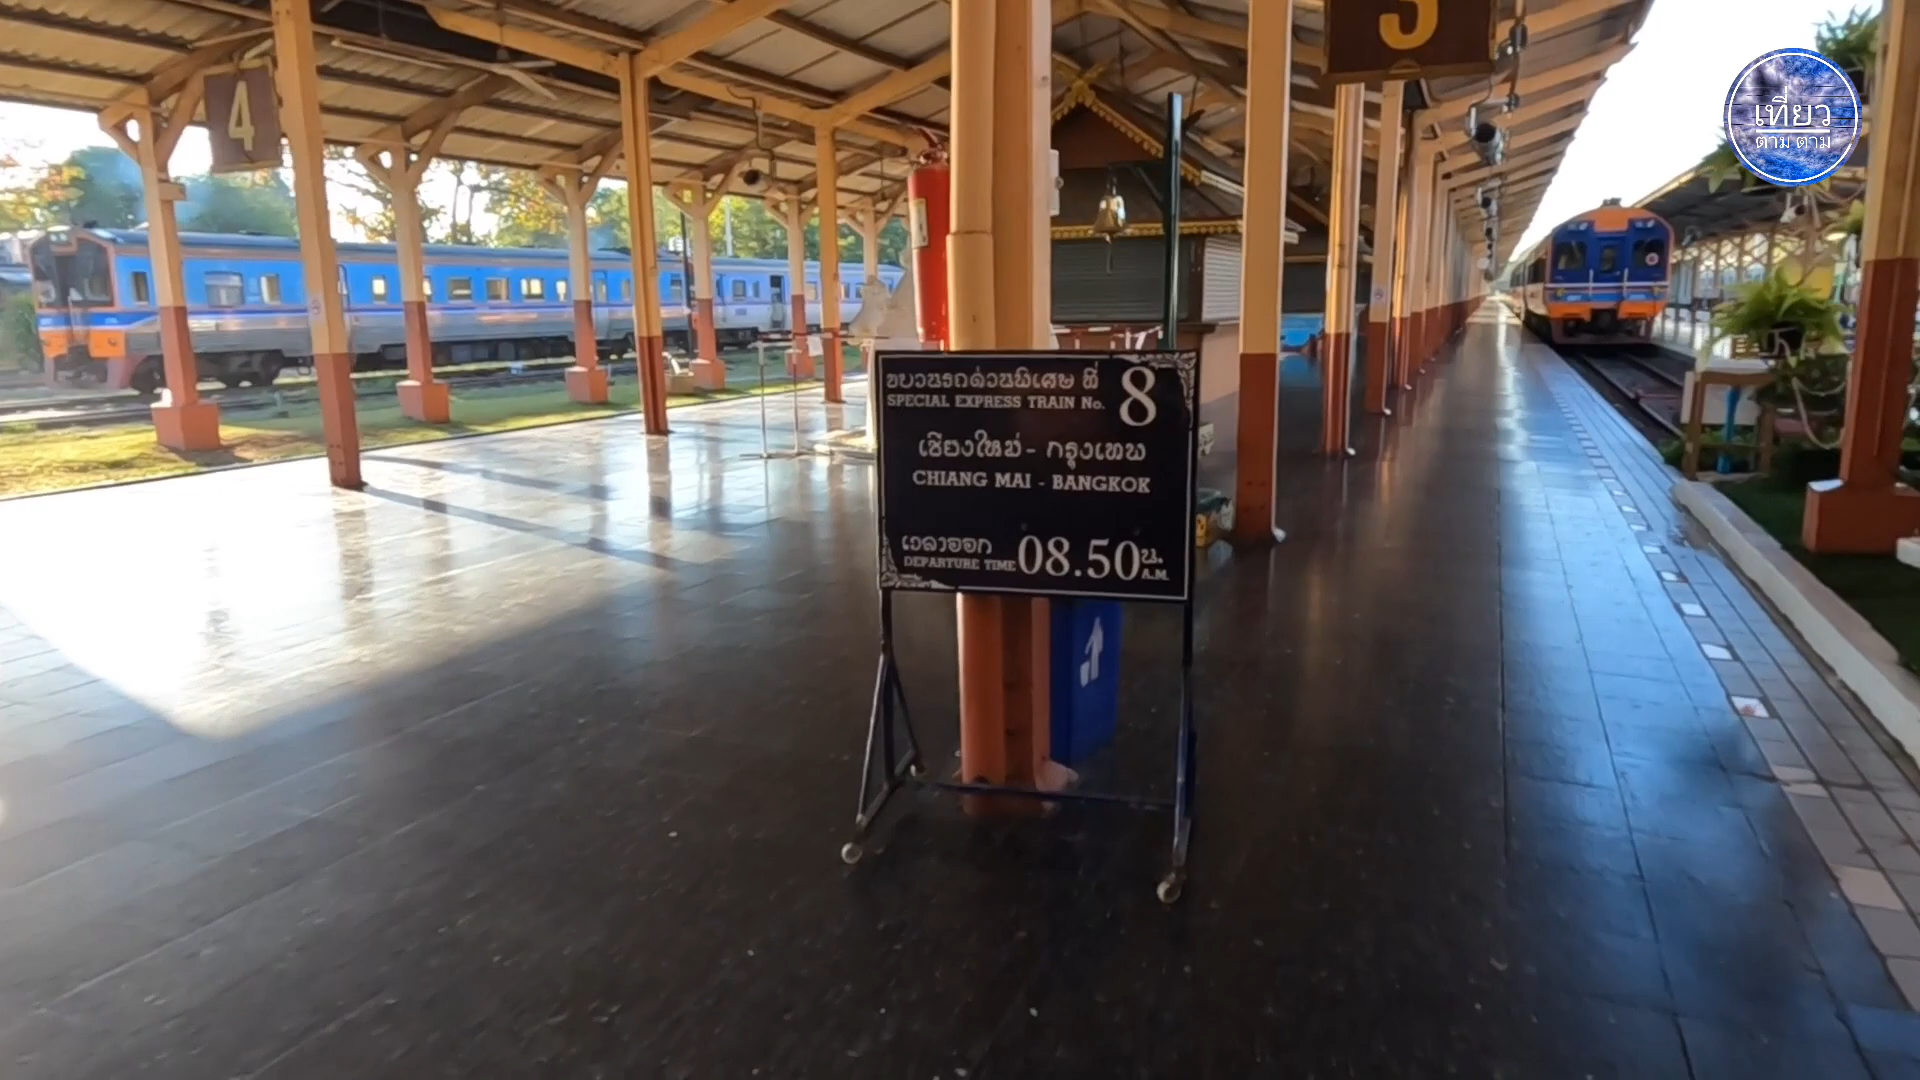 4
3
เที่ยว
ตาม ตาม
ขบวนรถด่วนพิเศษ ที่ 8
SPECIAL EXPRESS TRAIN No.
เชียงใหม่ - กรุงเทพ
CHIANG MAI - BANGKOK
เวลาออก 08.50 น.
DEPARTURE TIME A.M.